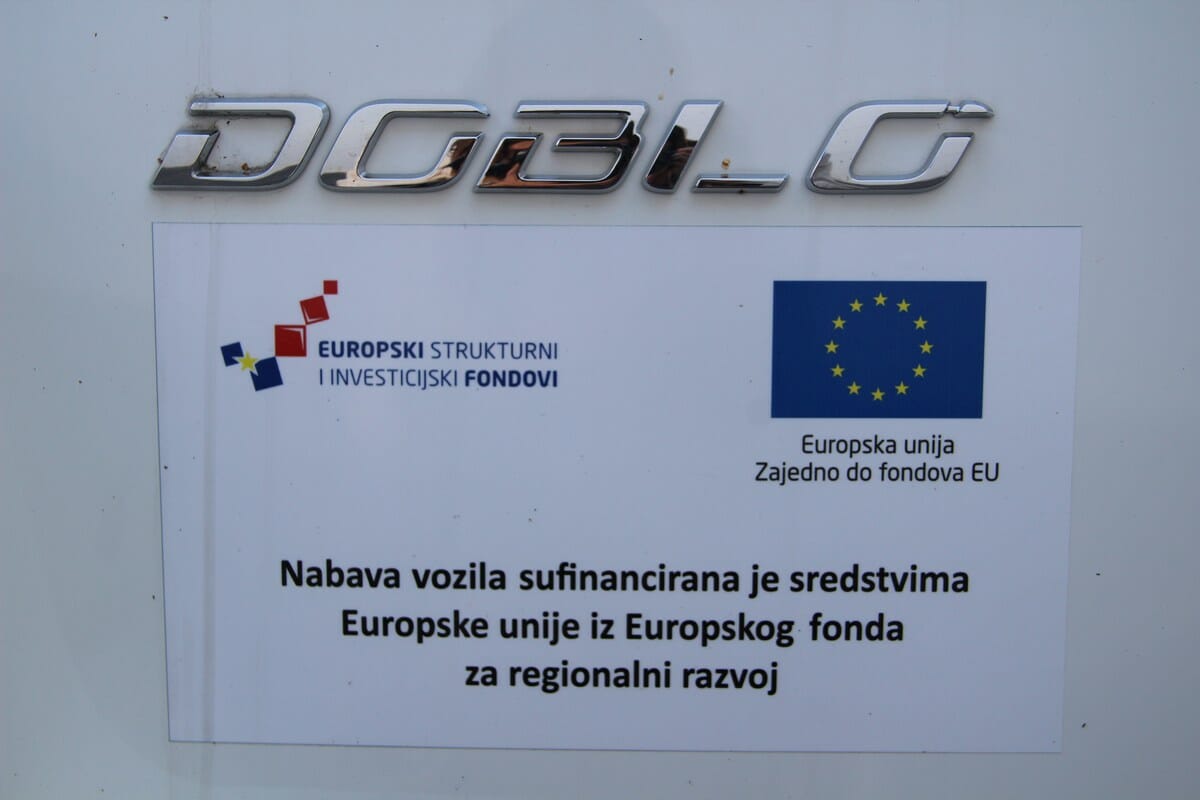 DOBLÒ
EUROPSKI STRUKTURNI
I INVESTICIJSKI FONDOVI
Europska unija
Zajedno do fondova EU
Nabava vozila sufinancirana je sredstvima
Europske unije iz Europskog fonda
za regionalni razvoj